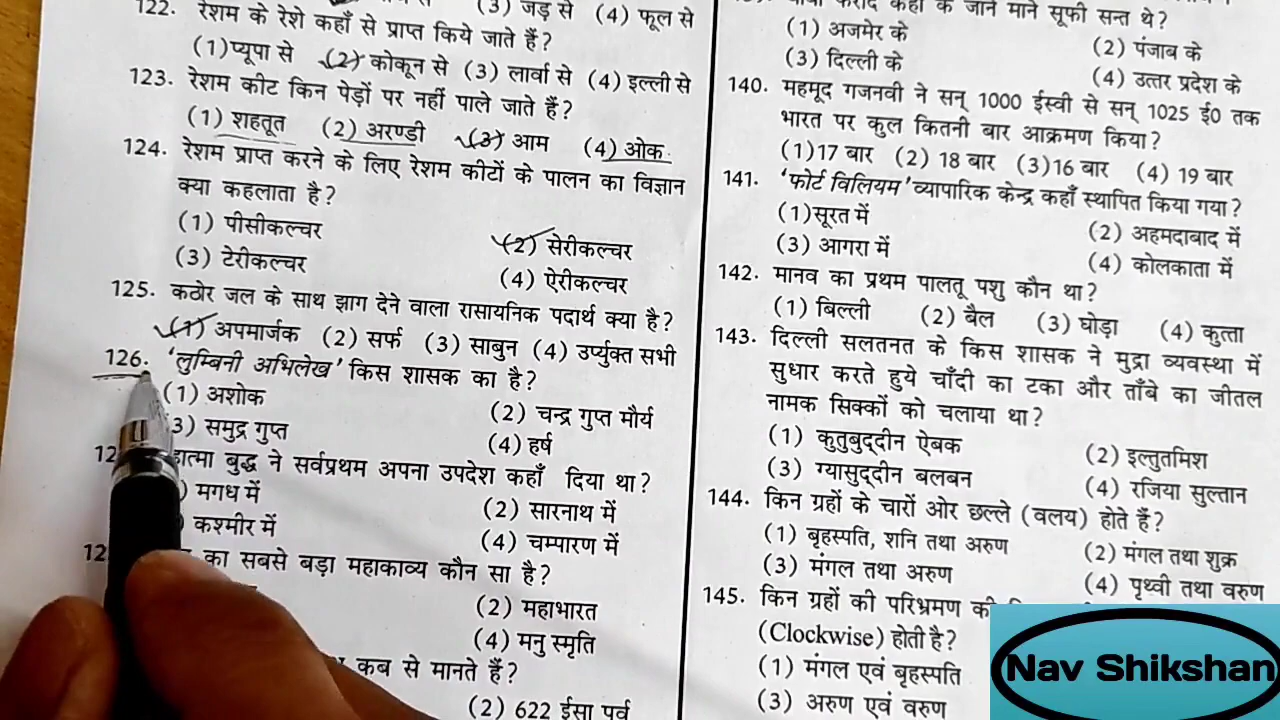 (3) जड़ से (4) फूल से
122. रेशम के रेशे कहाँ से प्राप्त किये जाते हैं?
(1)प्यूपा से (2) कोकून से (3) लार्वा से (4) इल्ली से
123. रेशम कीट किन पेड़ों पर नहीं पाले जाते हैं?
(1) शहतूत (2) अरण्डी (3) आम (4) ओक
124. रेशम प्राप्त करने के लिए रेशम कीटों के पालन का विज्ञान
क्या कहलाता है?
(1) पीसीकल्चर (2) सेरीकल्चर
(3) टेरीकल्चर (4) ऐरीकल्चर
125. कठोर जल के साथ झाग देने वाला रासायनिक पदार्थ क्या है?
(1) अपमार्जक (2) सर्फ (3) साबुन (4) उर्प्युक्त सभी
126. 'लुम्बिनी अभिलेख' किस शासक का है?
(1) अशोक (2) चन्द्र गुप्त मौर्य
3) समुद्र गुप्त (4) हर्ष
बुद्ध ने सर्वप्रथम अपना उपदेश कहाँ दिया था?
मगध में (2) सारनाथ में
कश्मीर में (4) चम्पारण में
का सबसे बड़ा महाकाव्य कौन सा है?
(2) महाभारत
(4) मनु स्मृति
कब से मानते हैं?
(2) 622 ईसा पूर्व
कहाँ के जाने माने सूफी सन्त थे?
(1) अजमेर के (2) पंजाब के
(3) दिल्ली के (4) उत्तर प्रदेश के
140. महमूद गजनवी ने सन् 1000 ईस्वी से सन् 1025 ई0 तक
भारत पर कुल कितनी बार आक्रमण किया?
(1)17 बार (2) 18 बार (3)16 बार (4) 19 बार
141. 'फोर्ट विलियम' व्यापारिक केन्द्र कहाँ स्थापित किया गया?
(1)सूरत में (2) अहमदाबाद में
(3) आगरा में (4) कोलकाता में
142. मानव का प्रथम पालतू पशु कौन था?
(1) बिल्ली (2) बैल (3) घोड़ा (4) कुत्ता
143. दिल्ली सलतनत के किस शासक ने मुद्रा व्यवस्था में
सुधार करते हुये चाँदी का टका और ताँबे का जीतल
नामक सिक्कों को चलाया था?
(1) कुतुबुद्दीन ऐबक (2) इल्तुतमिश
(3) ग्यासुद्दीन बलबन (4) रजिया सुल्तान
144. किन ग्रहों के चारों ओर छल्ले (वलय) होते हैं?
(1) बृहस्पति, शनि तथा अरुण (2) मंगल तथा शुक्र
(3) मंगल तथा अरुण (4) पृथ्वी तथा वरुण
145. किन ग्रहों की परिभ्रमण की
(Clockwise) होती है?
(1) मंगल एवं बृहस्पति
(3) अरुण एवं वरुण
Nav Shikshan